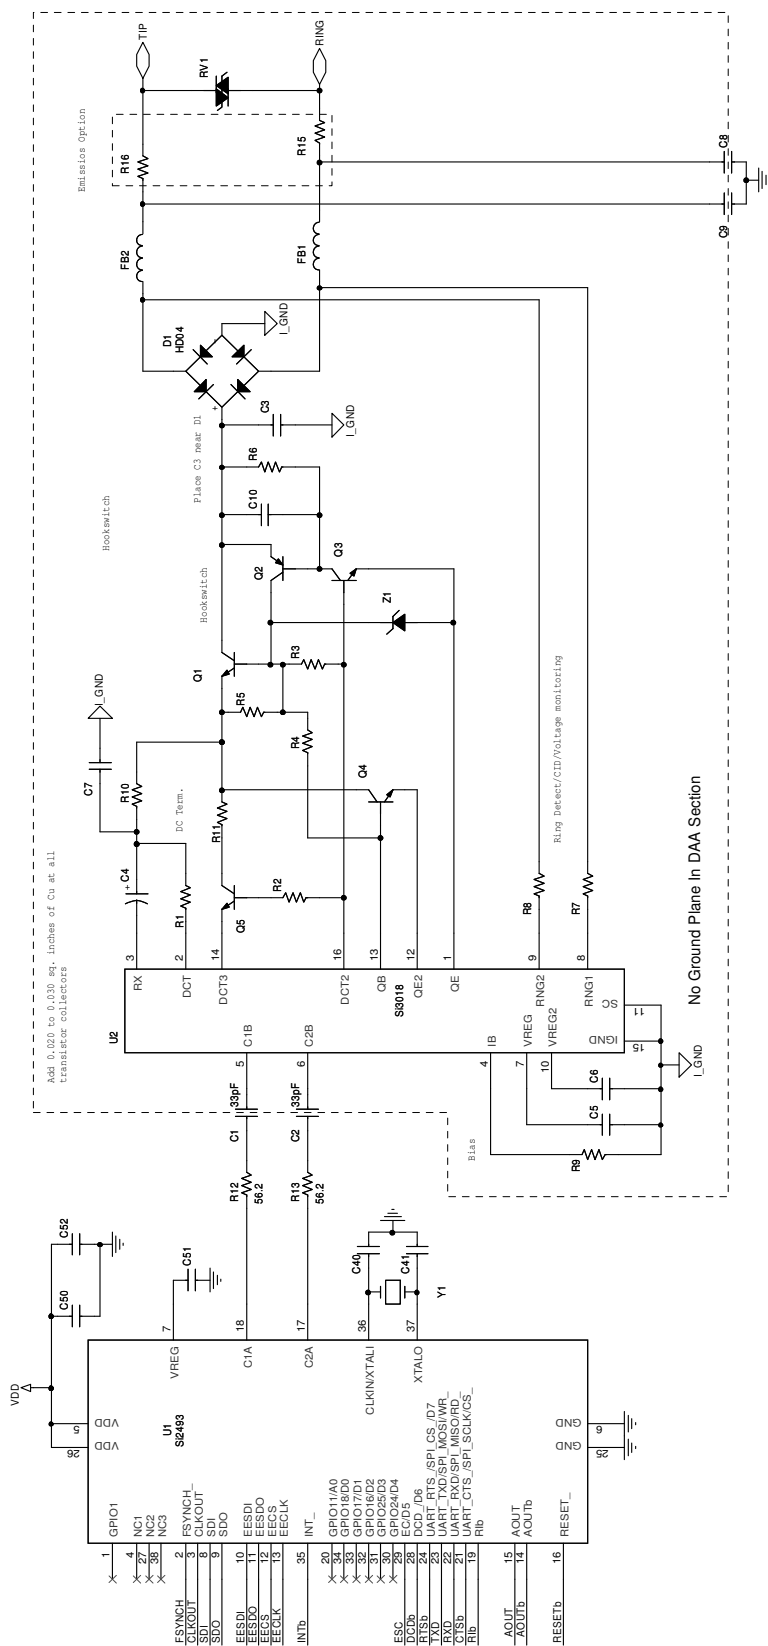 TIP
RING
RV1
Emissios Option
R16
R15
C8
C9
FB2
FB1
D1
HD04
I_GND
+
C3
I_GND
Place C3 near D1
R6
C10
Hookswitch
Hookswitch
Q2
Q3
Z1
Q1
R3
R5
R4
I_GND
C7
R10
DC Term.
R11
Q4
+
C4
R1
Q5
R2
Ring Detect/CID/Voltage monitoring
R8
R7
No Ground Plane In DAA Section
Add 0.020 to 0.030 sq. inches of Cu at all
transistor collectors
U2
SI3018
3
RX
2
DCT
14
DCT3
16
DCT2
13
QB
12
QE2
1
QE
9
RNG2
8
RNG1
SC
11
IGND
15
C1B
5
C2B
6
IB
4
VREG
7
VREG2
10
I_GND
C6
C5
R9
Bias
33pF
C1
33pF
C2
R12
56.2
R13
56.2
C52
C50
C51
VDD
C40
C41
Y1
U1
Si2493
VDD
5
VDD
26
7
VREG
18
C1A
17
C2A
36
CLKIN/XTALI
37
XTALO
GND
6
GND
25
1
GPIO1
4
NC1
27
NC2
38
NC3
FSYNCH
2
FSYNCH_
CLKOUT
3
CLKOUT
SDI
8
SDI
SDO
9
SDO
EESDI
10
EESDI
EESDO
11
EESDO
EECS
12
EECS
EECLK
13
EECLK
INTb
35
INT_
20
GPIO11/A0
34
GPIO18/D0
33
GPIO17/D1
32
GPIO16/D2
31
GPIO25/D3
30
GPIO24/D4
ESC
29
EC/D5
DCDb
28
DCD_/D6
RTSb
24
UART_RTS_/SPI_CS_/D7
TXD
23
UART_TXD/SPI_MOSI/WR_
RXD
22
UART_RXD/SPI_MISO/RD_
CTSb
21
UART_CTS_/SPI_SCLK/CS_
RIb
19
RIb
AOUT
15
AOUT
AOUTb
14
AOUTb
RESETb
16
RESET_